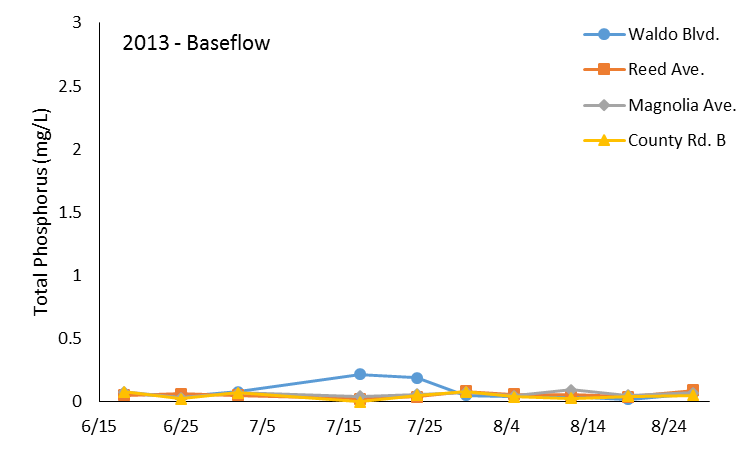 2013 - Baseflow
Waldo Blvd.
Reed Ave.
Magnolia Ave.
County Rd. B
Total Phosphorus (mg/L)
3
2.5
2
1.5
1
0.5
0
6/15 6/25 7/5 7/15 7/25 8/4 8/14 8/24